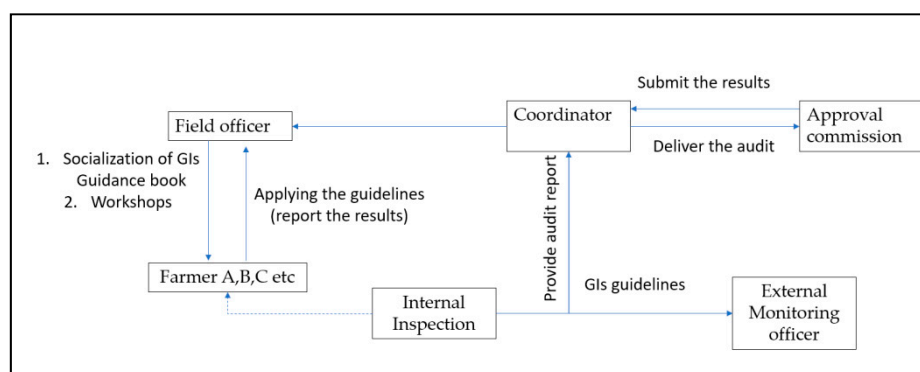 Submit the results
Field officer
Coordinator
Approval
commission
Deliver the audit
1. Socialization of GIs
Guidance book
2. Workshops
Applying the guidelines
(report the results)
Provide audit report
Farmer A,B,C etc
Internal
Inspection
GIs guidelines
External
Monitoring
officer